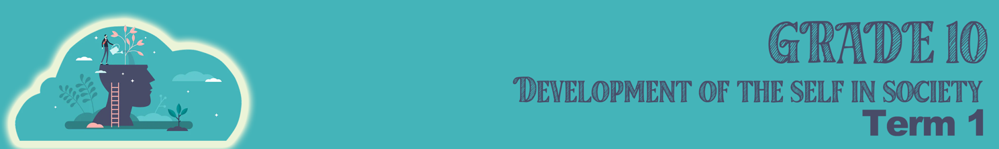 GRADE 10
DEVELOPMENT OF THE SELF IN SOCIETY
Term 1